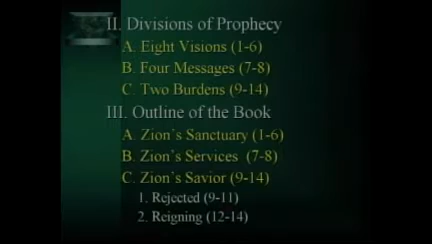 II. Divisions of Prophecy
A. Eight Visions (1-6)
B. Four Messages (7-8)
C. Two Burdens (9-14)
III. Outline of the Book
A. Zion's Sanctuary (1-6)
B. Zion's Services (7-8)
C. Zion's Savior (9-14)
1. Rejected (9-11)
2. Reigning (12-14)